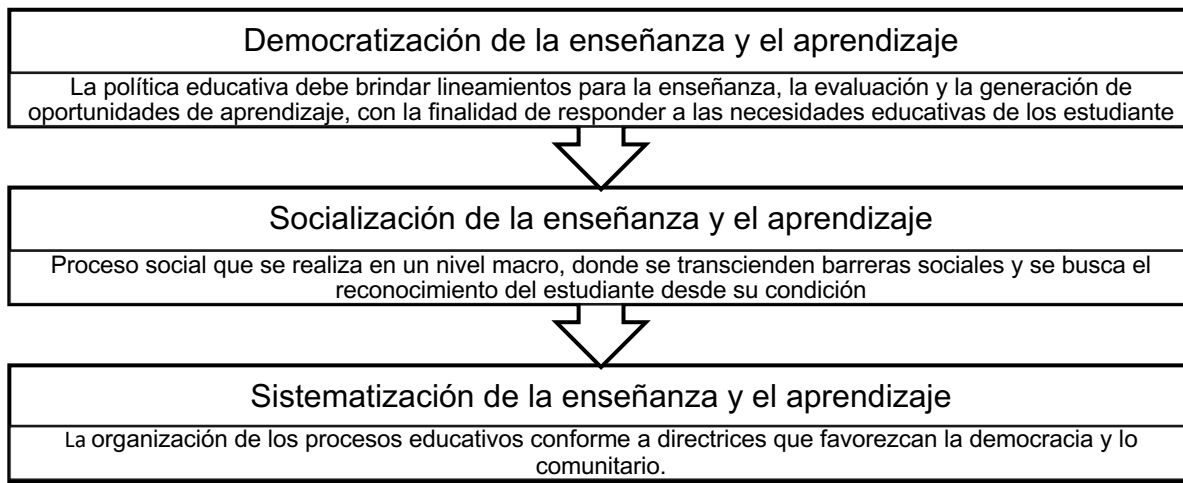 Democratización de la enseñanza y el aprendizaje
La política educativa debe brindar lineamientos para la enseñanza, la evaluación y la generación de
oportunidades de aprendizaje, con la finalidad de responder a las necesidades educativas de los estudiante
Socialización de la enseñanza y el aprendizaje
Proceso social que se realiza en un nivel macro, donde se transcienden barreras sociales y se busca el
reconocimiento del estudiante desde su condición
Sistematización de la enseñanza y el aprendizaje
La organización de los procesos educativos conforme a directrices que favorezcan la democracia y lo
comunitario.